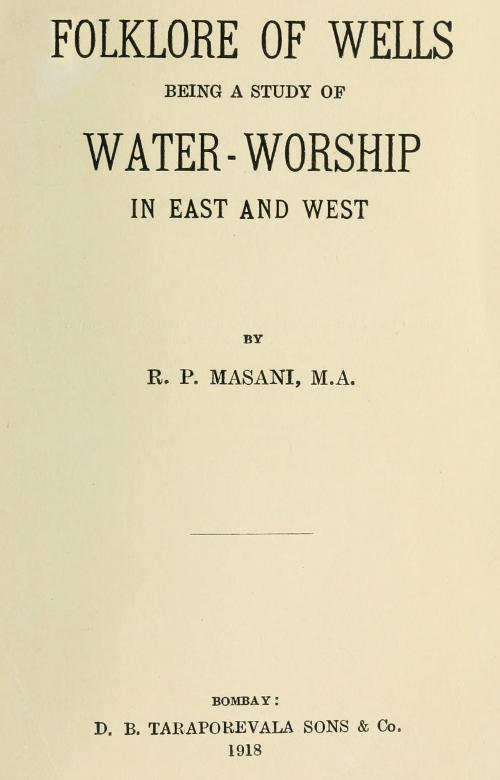 FOLKLORE OF WELLS
BEING A STUDY OF
WATER-WORSHIP
IN EAST AND WEST
BY
R. P. MASANI, M.A.
BOMBAY:
D. B. TARAPOREVALA SONS & Co.
1918